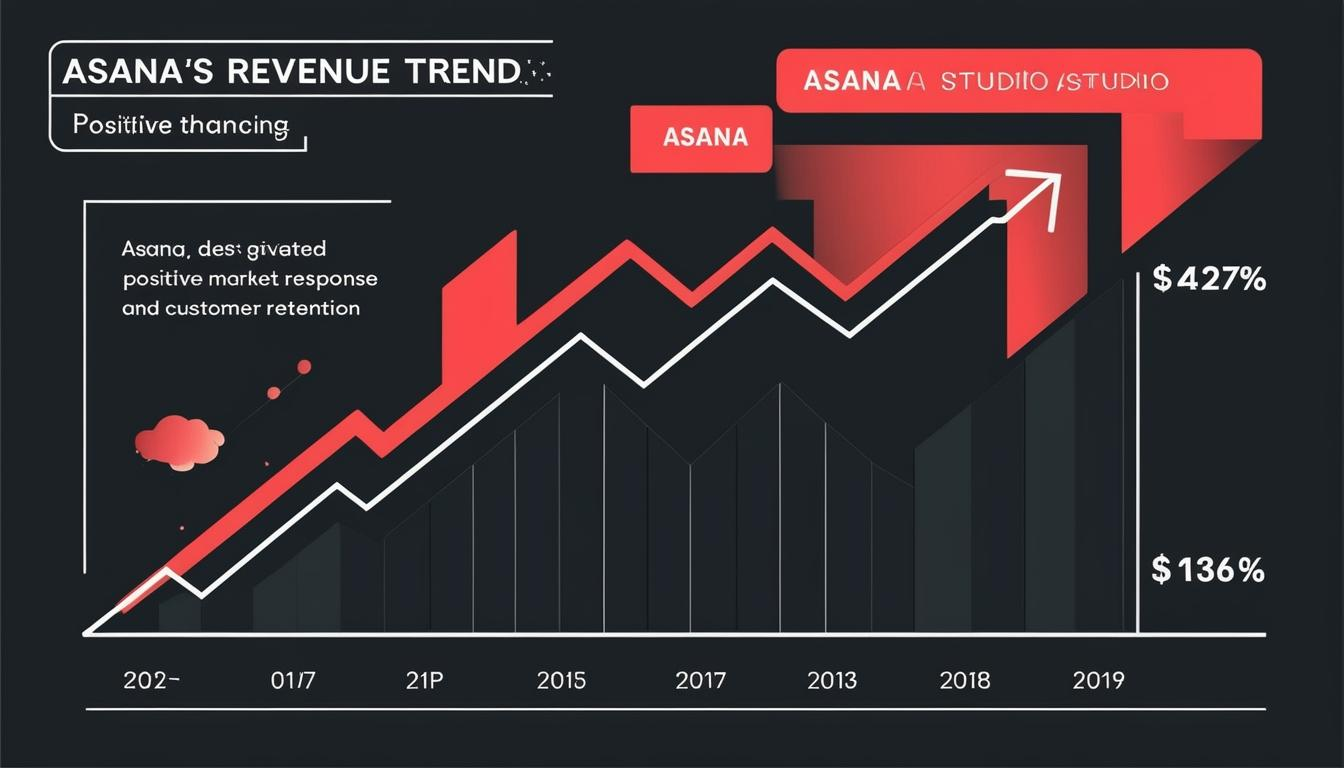 ASANA'S REVENUE TREND
Positive thancing
ASANA A STUDIIO /STUDIIO
ASANA
Asana, des: givated
positive market response
and customer retention
$427%
$136%
202- 01/7 21P 2015 2017 2013 2018 2019